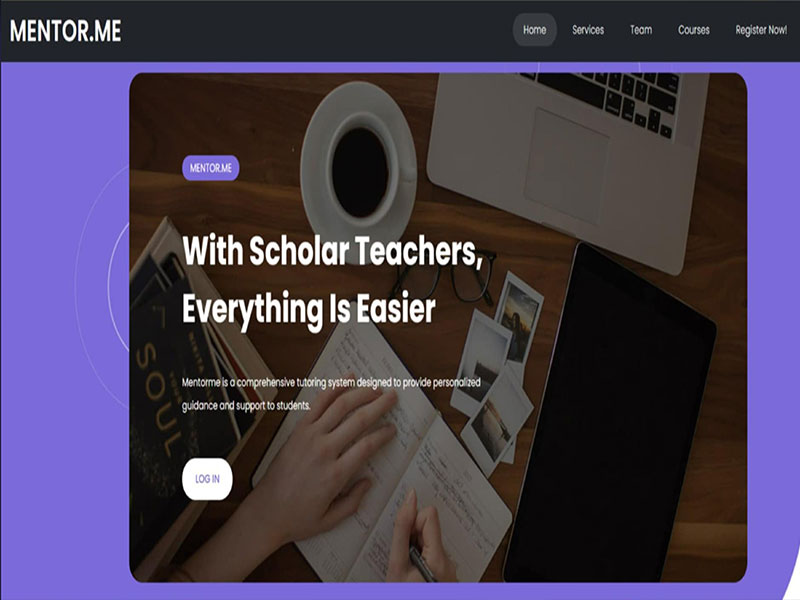 MENTOR.ME
Home Services Team Courses Register Now!
MENTOR.ME
With Scholar Teachers,
Everything Is Easier
Mentorme is a comprehensive tutoring system designed to provide personalized
guidance and support to students.
LOG IN
SOUL